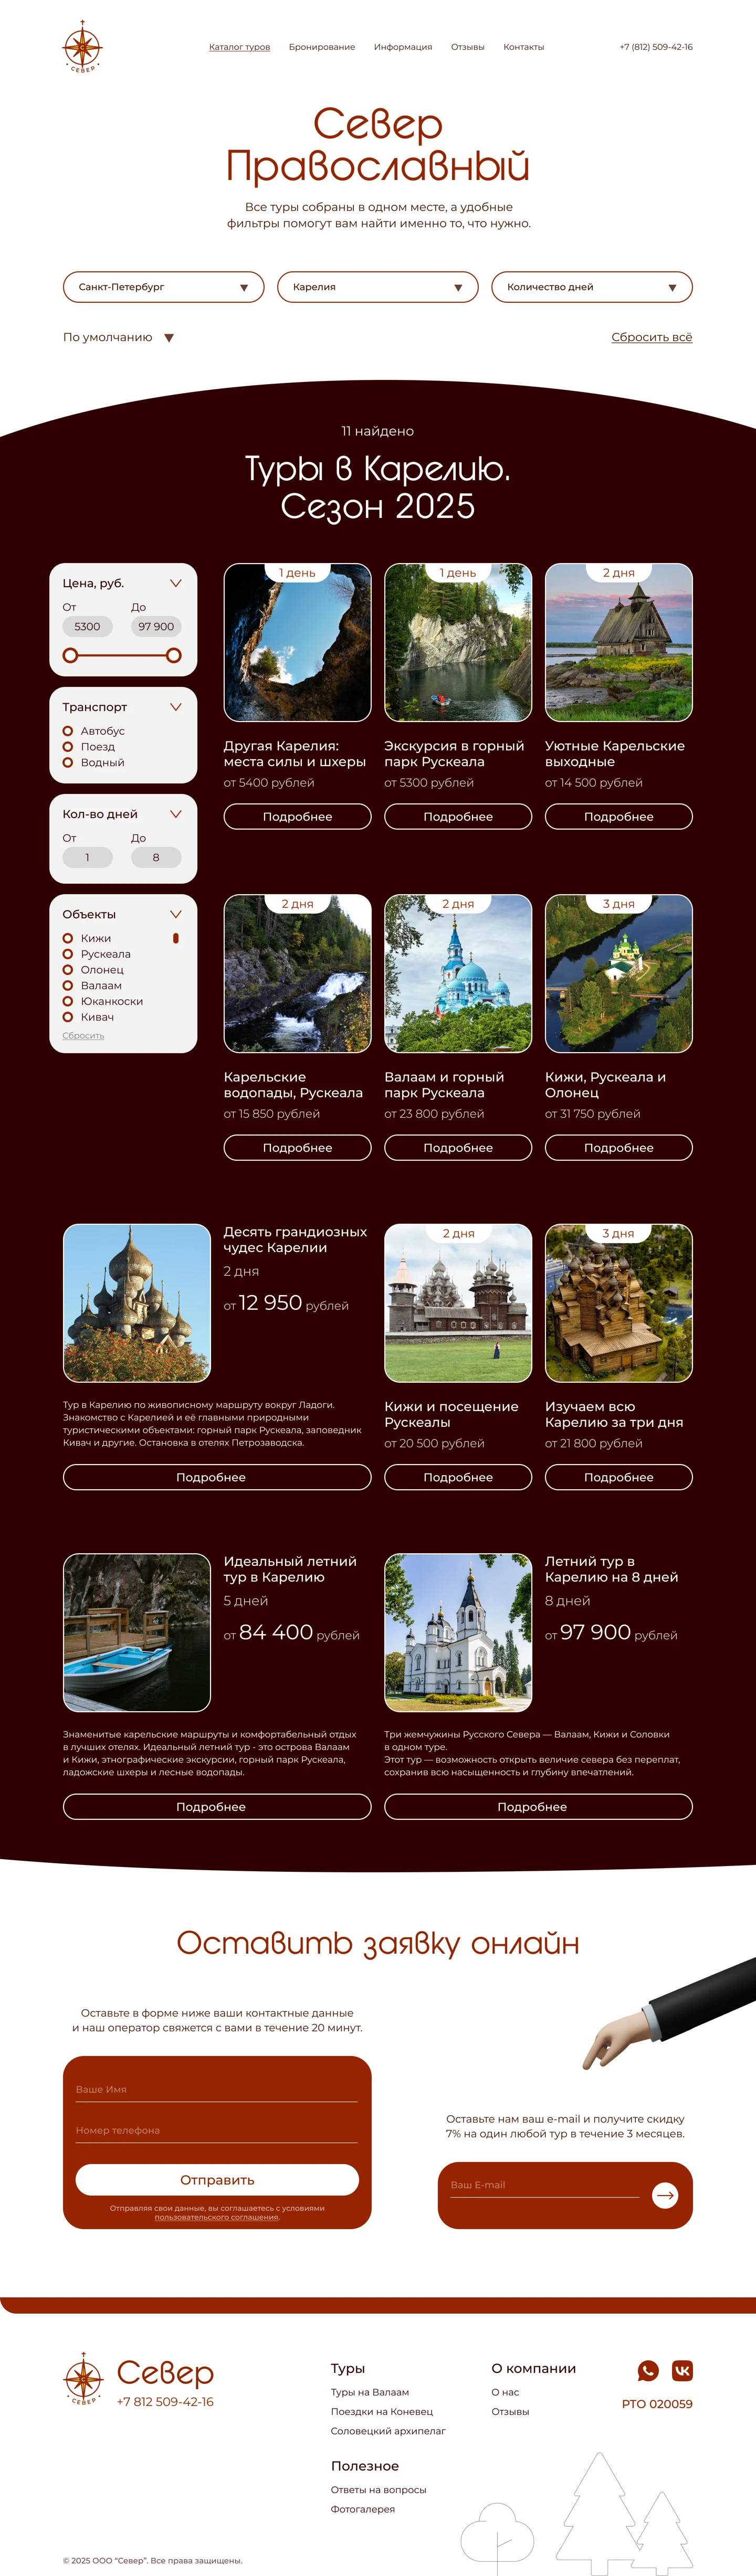 СЕВЕР
Каталог туров
Бронирование
Информация
Отзывы
Контакты
+7 (812) 509-42-16
Север
Православный
Все туры собраны в одном месте, а удобные
фильтры помогут вам найти именно то, что нужно.
Санкт-Петербург
Карелия
Количество дней
По умолчанию
Сбросить всё
11 найдено
Туры в Карелию.
Сезон 2025
Цена, руб.
От
До
5300
97 900
Транспорт
Автобус
Поезд
Водный
Кол-во дней
От
До
1
8
Объекты
Кижи
Рускеала
Олонец
Валаам
Юканкоски
Кивач
Сбросить
1 день
Другая Карелия:
места силы и шхеры
от 5400 рублей
Подробнее
1 день
Экскурсия в горный
парк Рускеала
от 5300 рублей
Подробнее
2 дня
Уютные Карельские
выходные
от 14 500 рублей
Подробнее
2 дня
Карельские
водопады, Рускеала
от 15 850 рублей
Подробнее
2 дня
Валаам и горный
парк Рускеала
от 23 800 рублей
Подробнее
3 дня
Кижи, Рускеала и
Олонец
от 31 750 рублей
Подробнее
Десять грандиозных
чудес Карелии
2 дня
от 12 950 рублей
Тур в Карелию по живописному маршруту вокруг Ладоги.
Знакомство с Карелией и её главными природными
туристическими объектами: горный парк Рускеала, заповедник
Кивач и другие. Остановка в отелях Петрозаводска.
Подробнее
2 дня
Кижи и посещение
Рускеалы
от 20 500 рублей
Подробнее
3 дня
Изучаем всю
Карелию за три дня
от 21 800 рублей
Подробнее
Идеальный летний
тур в Карелию
5 дней
от 84 400 рублей
Знаменитые карельские маршруты и комфортабельный отдых
в лучших отелях. Идеальный летний тур - это острова Валаам
и Кижи, этнографические экскурсии, горный парк Рускеала,
ладожские шхеры и лесные водопады.
Подробнее
Летний тур в
Карелию на 8 дней
8 дней
от 97 900 рублей
Три жемчужины Русского Севера — Валаам, Кижи и Соловки
в одном туре.
Этот тур — возможность открыть величие севера без переплат,
сохранив всю насыщенность и глубину впечатлений.
Подробнее
Оставить заявку онлайн
Оставьте в форме ниже ваши контактные данные
и наш оператор свяжется с вами в течение 20 минут.
Ваше Имя
Номер телефона
Отправить
Отправляя свои данные, вы соглашаетесь с условиями
пользовательского соглашения.
Оставьте нам ваш e-mail и получите скидку
7% на один любой тур в течение 3 месяцев.
Ваш E-mail
СЕВЕР
Север
+7 812 509-42-16
Туры
Туры на Валаам
Поездки на Коневец
Соловецкий архипелаг
Полезное
Ответы на вопросы
Фотогалерея
О компании
О нас
Отзывы
РТО 020059
© 2025 ООО "Север". Все права защищены.